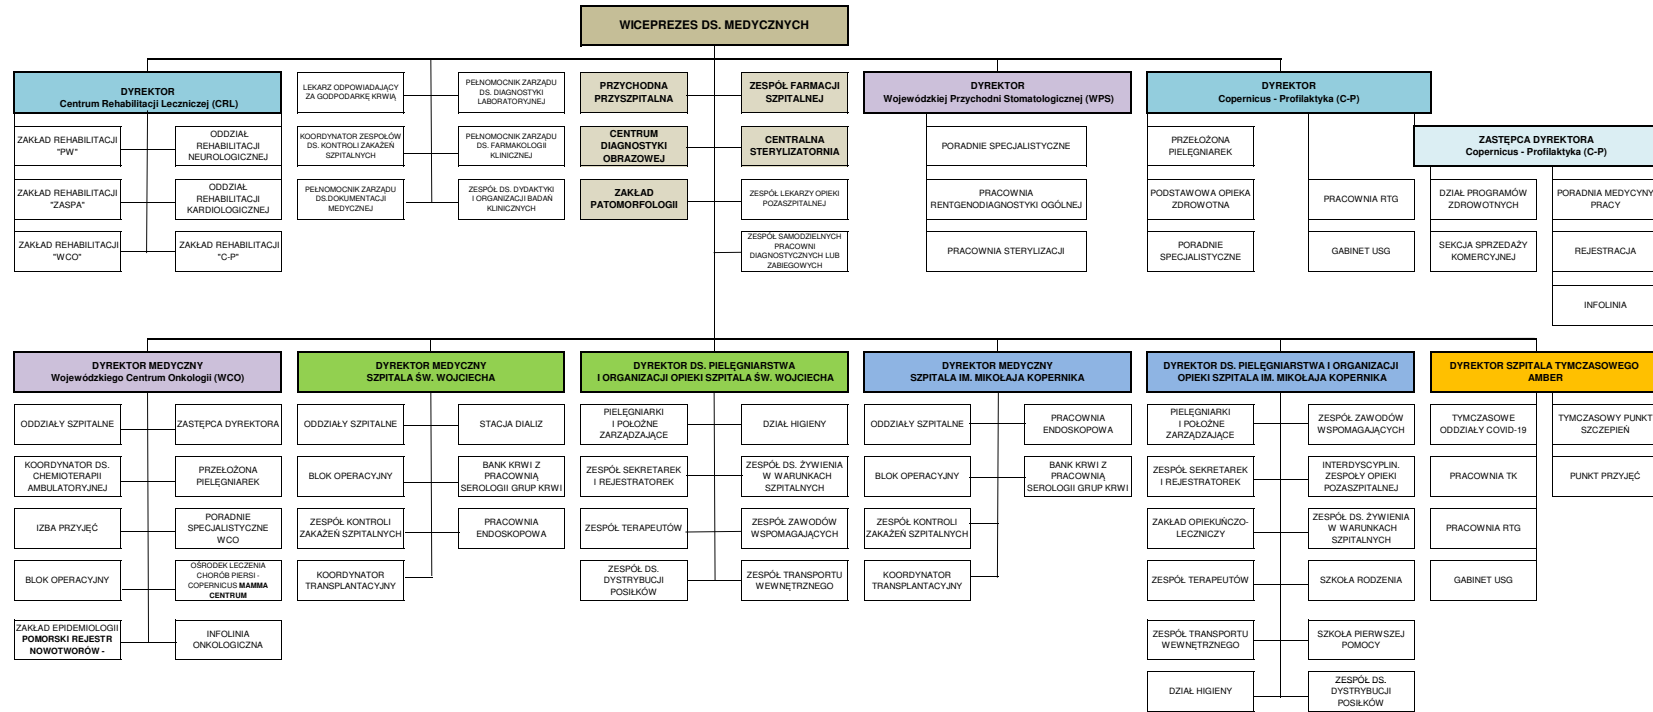 WICEPREZES DS. MEDYCZNYCH
DYREKTOR
Centrum Rehabilitacji Leczniczej (CRL)
ZAKŁAD REHABILITACJI
"PW"
ODDZIAŁ
REHABILITACJI
NEUROLOGICZNEJ
ZAKŁAD REHABILITACJI
"ZASPA"
ODDZIAŁ
REHABILITACJI
KARDIOLOGICZNEJ
ZAKŁAD REHABILITACJI
"WCO"
ZAKŁAD REHABILITACJI
"C-P"
LEKARZ ODPOWIADAJĄCY
ZA GODPODARKĘ KRWIĄ
PEŁNOMOCNIK ZARZĄDU
DS. DIAGNOSTYKI
LABORATORYJNEJ
KOORDYNATOR ZESPOŁÓW
DS. KONTROLI ZAKAŻEŃ
SZPITALNYCH
PEŁNOMOCNIK ZARZĄDU
DS. FARMAKOLOGII
KLINICZNEJ
PEŁNOMOCNIK ZARZĄDU
DS.DOKUMENTACJI
MEDYCZNEJ
ZESPÓŁ DS. DYDAKTYKI
I ORGANIZACJI BADAŃ
KLINICZNYCH
PRZYCHODNA
PRZYSZPITALNA
ZESPÓŁ FARMACJI
SZPITALNEJ
CENTRUM
DIAGNOSTYKI
OBRAZOWEJ
CENTRALNA
STERYLIZATORNIA
ZAKŁAD
PATOMORFOLOGII
ZESPÓŁ LEKARZY OPIEKI
POZASZPITALNEJ
ZESPÓŁ SAMODZIELNYCH
PRACOWNI
DIAGNOSTYCZNYCH LUB
ZABIEGOWYCH
DYREKTOR
Wojewódzkiej Przychodni Stomatologicznej (WPS)
PORADNIE SPECJALISTYCZNE
PRACOWNIA
RENTGENODIAGNOSTYKI OGÓLNEJ
PRACOWNIA STERYLIZACJI
DYREKTOR
Copernicus - Profilaktyka (C-P)
PRZEŁOŻONA
PIELĘGNIAREK
PODSTAWOWA OPIEKA
ZDROWOTNA
PRACOWNIA RTG
PORADNIE
SPECJALISTYCZNE
GABINET USG
ZASTĘPCA DYREKTORA
Copernicus - Profilaktyka (C-P)
DZIAŁ PROGRAMÓW
ZDROWOTNYCH
PORADNIA MEDYCYNY
PRACY
SEKCJA SPRZEDAŻY
KOMERCYJNEJ
REJESTRACJA
INFOLINIA
DYREKTOR MEDYCZNY
Wojewódzkiego Centrum Onkologii (WCO)
ODDZIAŁY SZPITALNE
ZASTĘPCA DYREKTORA
KOORDYNATOR DS.
CHEMIOTERAPII
AMBULATORYJNEJ
PRZEŁOŻONA
PIELĘGNIAREK
IZBA PRZYJĘĆ
PORADNIE
SPECJALISTYCZNE
WCO
BLOK OPERACYJNY
OŚRODEK LECZENIA
CHORÓB PIERSI -
COPERNICUS MAMMA
CENTRUM
ZAKŁAD EPIDEMIOLOGII
POMORSKI REJESTR
NOWOTWORÓW -
INFOLINIA
ONKOLOGICZNA
DYREKTOR MEDYCZNY
SZPITALA ŚW. WOJCIECHA
ODDZIAŁY SZPITALNE
STACJA DIALIZ
BLOK OPERACYJNY
BANK KRWI Z
PRACOWNIĄ
SEROLOGII GRUP KRWI
ZESPÓŁ KONTROLI
ZAKAŻEŃ SZPITALNYCH
PRACOWNIA
ENDOSKOPOWA
KOORDYNATOR
TRANSPLANTACYJNY
DYREKTOR DS. PIELĘGNIARSTWA
I ORGANIZACJI OPIEKI SZPITALA ŚW. WOJCIECHA
PIELĘGNIARKI
I POŁOŻNE
ZARZĄDZAJĄCE
DZIAŁ HIGIENY
ZESPÓŁ SEKRETAREK
I REJESTRATOREK
ZESPÓŁ DS. ŻYWIENIA
W WARUNKACH
SZPITALNYCH
ZESPÓŁ TERAPEUTÓW
ZESPÓŁ ZAWODÓW
WSPOMAGAJĄCYCH
ZESPÓŁ DS.
DYSTRYBUCJI
POSIŁKÓW
ZESPÓŁ TRANSPORTU
WEWNĘTRZNEGO
DYREKTOR MEDYCZNY
SZPITALA IM. MIKOŁAJA KOPERNIKA
ODDZIAŁY SZPITALNE
PRACOWNIA
ENDOSKOPOWA
BLOK OPERACYJNY
BANK KRWI Z
PRACOWNIĄ
SEROLOGII GRUP KRWI
ZESPÓŁ KONTROLI
ZAKAŻEŃ SZPITALNYCH
KOORDYNATOR
TRANSPLANTACYJNY
DYREKTOR DS. PIELĘGNIARSTWA I ORGANIZACJI
OPIEKI SZPITALA IM. MIKOŁAJA KOPERNIKA
PIELĘGNIARKI
I POŁOŻNE
ZARZĄDZAJĄCE
ZESPÓŁ ZAWODÓW
WSPOMAGAJĄCYCH
ZESPÓŁ SEKRETAREK
I REJESTRATOREK
INTERDYSCYPLIN.
ZESPOŁY OPIEKI
POZASZPITALNEJ
ZAKŁAD OPIEKUŃCZO-
LECZNICZY
ZESPÓŁ DS. ŻYWIENIA
W WARUNKACH
SZPITALNYCH
ZESPÓŁ TERAPEUTÓW
SZKOŁA RODZENIA
ZESPÓŁ TRANSPORTU
WEWNĘTRZNEGO
SZKOŁA PIERWSZEJ
POMOCY
DZIAŁ HIGIENY
ZESPÓŁ DS.
DYSTRYBUCJI
POSIŁKÓW
DYREKTOR SZPITALA TYMCZASOWEGO
AMBER
TYMCZASOWE
ODDZIAŁY COVID-19
TYMCZASOWY PUNKT
SZCZEPIEŃ
PRACOWNIA TK
PUNKT PRZYJĘĆ
PRACOWNIA RTG
GABINET USG